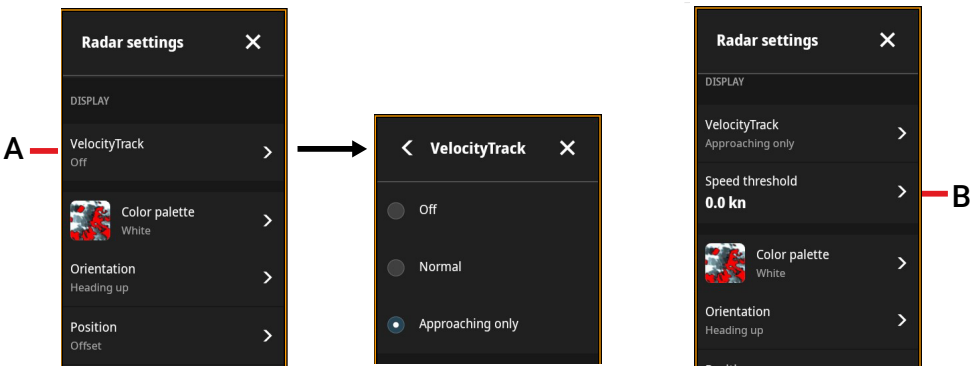 Radar settings
DISPLAY
A
VelocityTrack
Off
Color palette
White
Orientation
Heading up
Position
Offset
VelocityTrack
Off
Normal
Approaching only
Radar settings
DISPLAY
VelocityTrack
Approaching only
Speed threshold
0.0 kn
B
Color palette
White
Orientation
Heading up